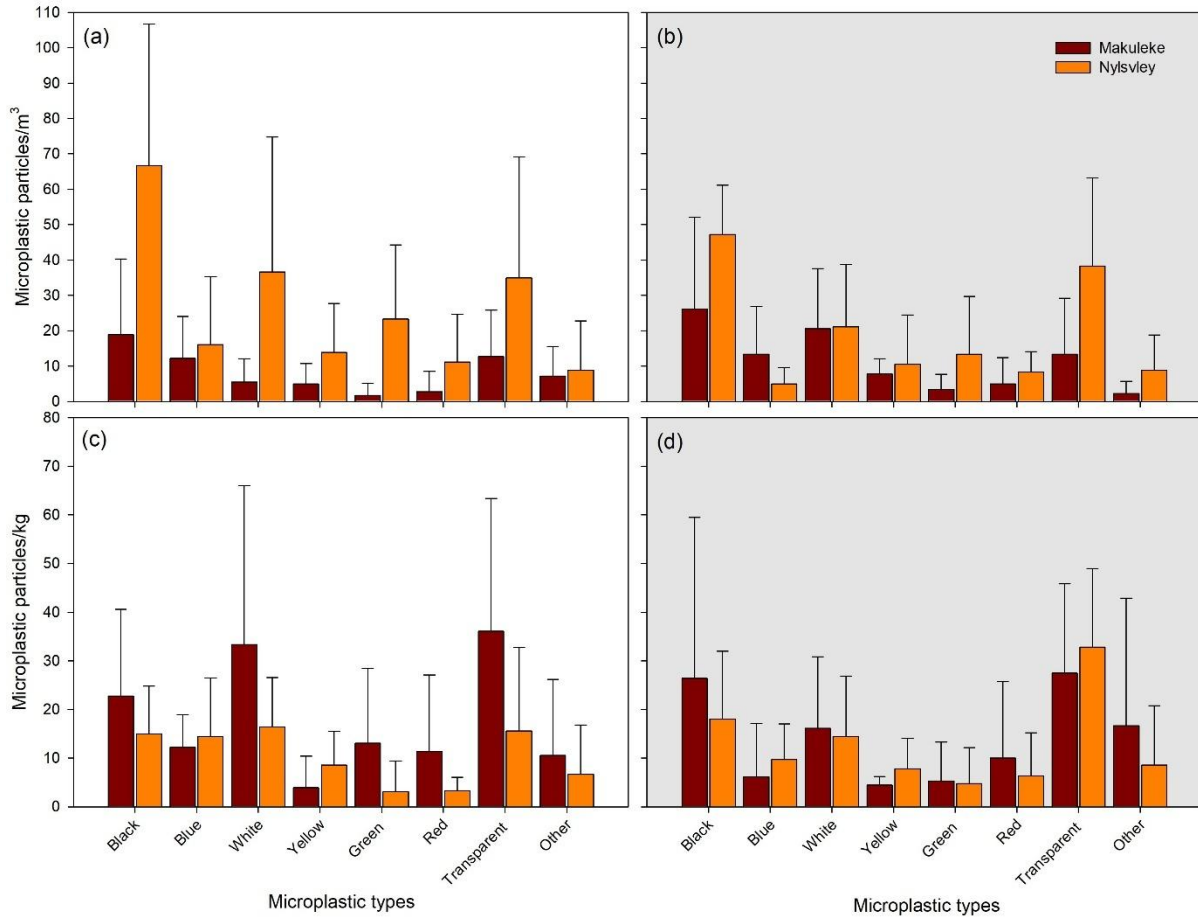 (a)
110
100
90
80
70
60
50
40
30
20
10
0
Microplastic particles/m³
(b)
Makuleke
Nylsvley
(c)
80
70
60
50
40
30
20
10
0
Microplastic particles/kg
Black
Blue
White
Yellow
Green
Red
Transparent
Other
Microplastic types
(d)
Black
Blue
White
Yellow
Green
Red
Transparent
Other
Microplastic types